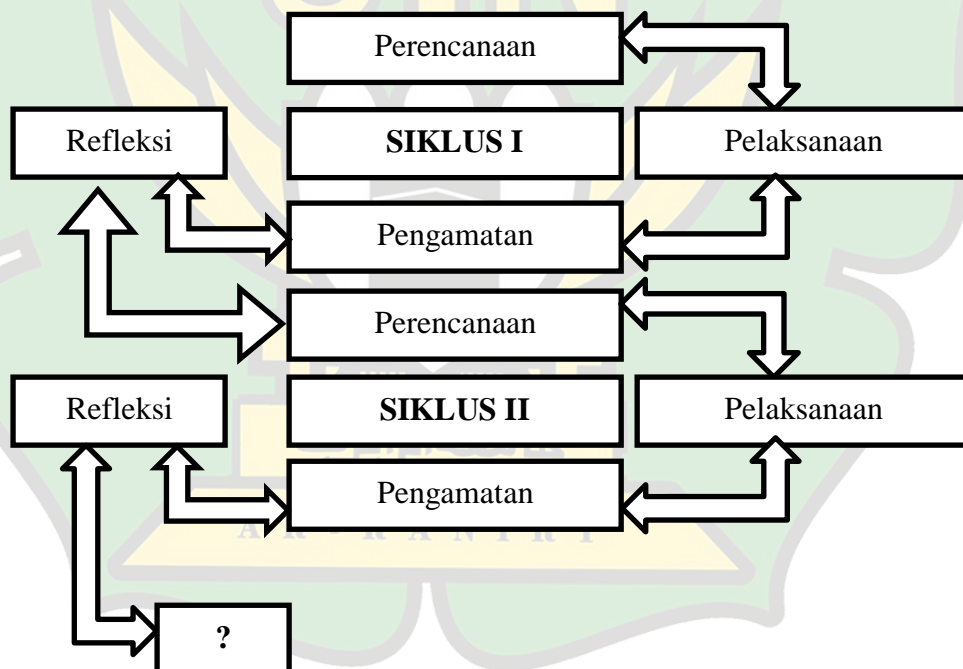 Perencanaan
Refleksi
SIKLUS I
Pelaksanaan
Pengamatan
Perencanaan
Refleksi
SIKLUS II
Pelaksanaan
Pengamatan
A R - R A N I R Y
?